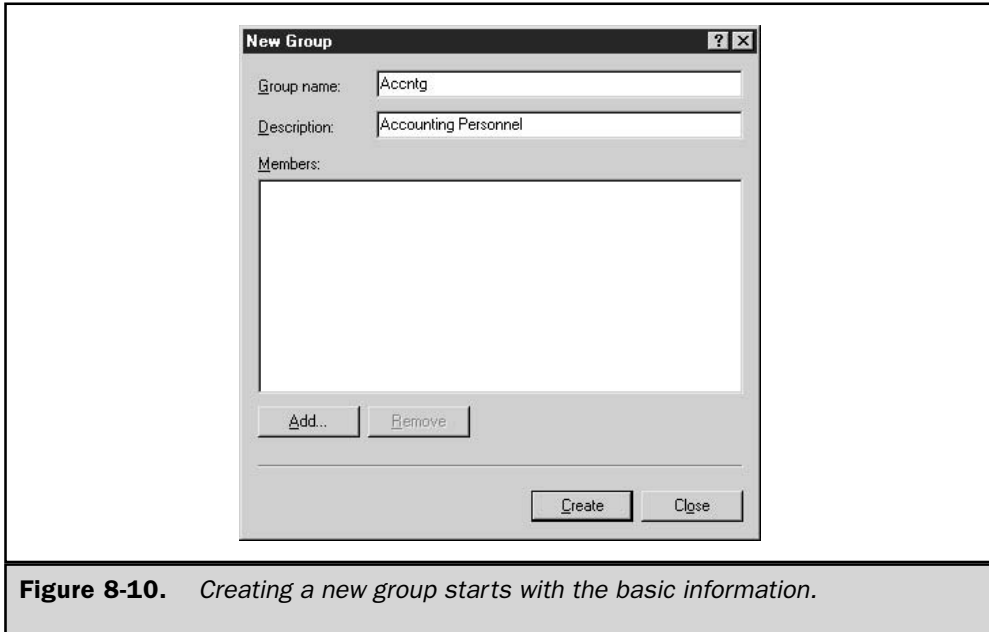 New Group
Group name: Accntg
Description: Accounting Personnel
Members:
Add... Remove
Create Close
Figure 8-10. Creating a new group starts with the basic information.